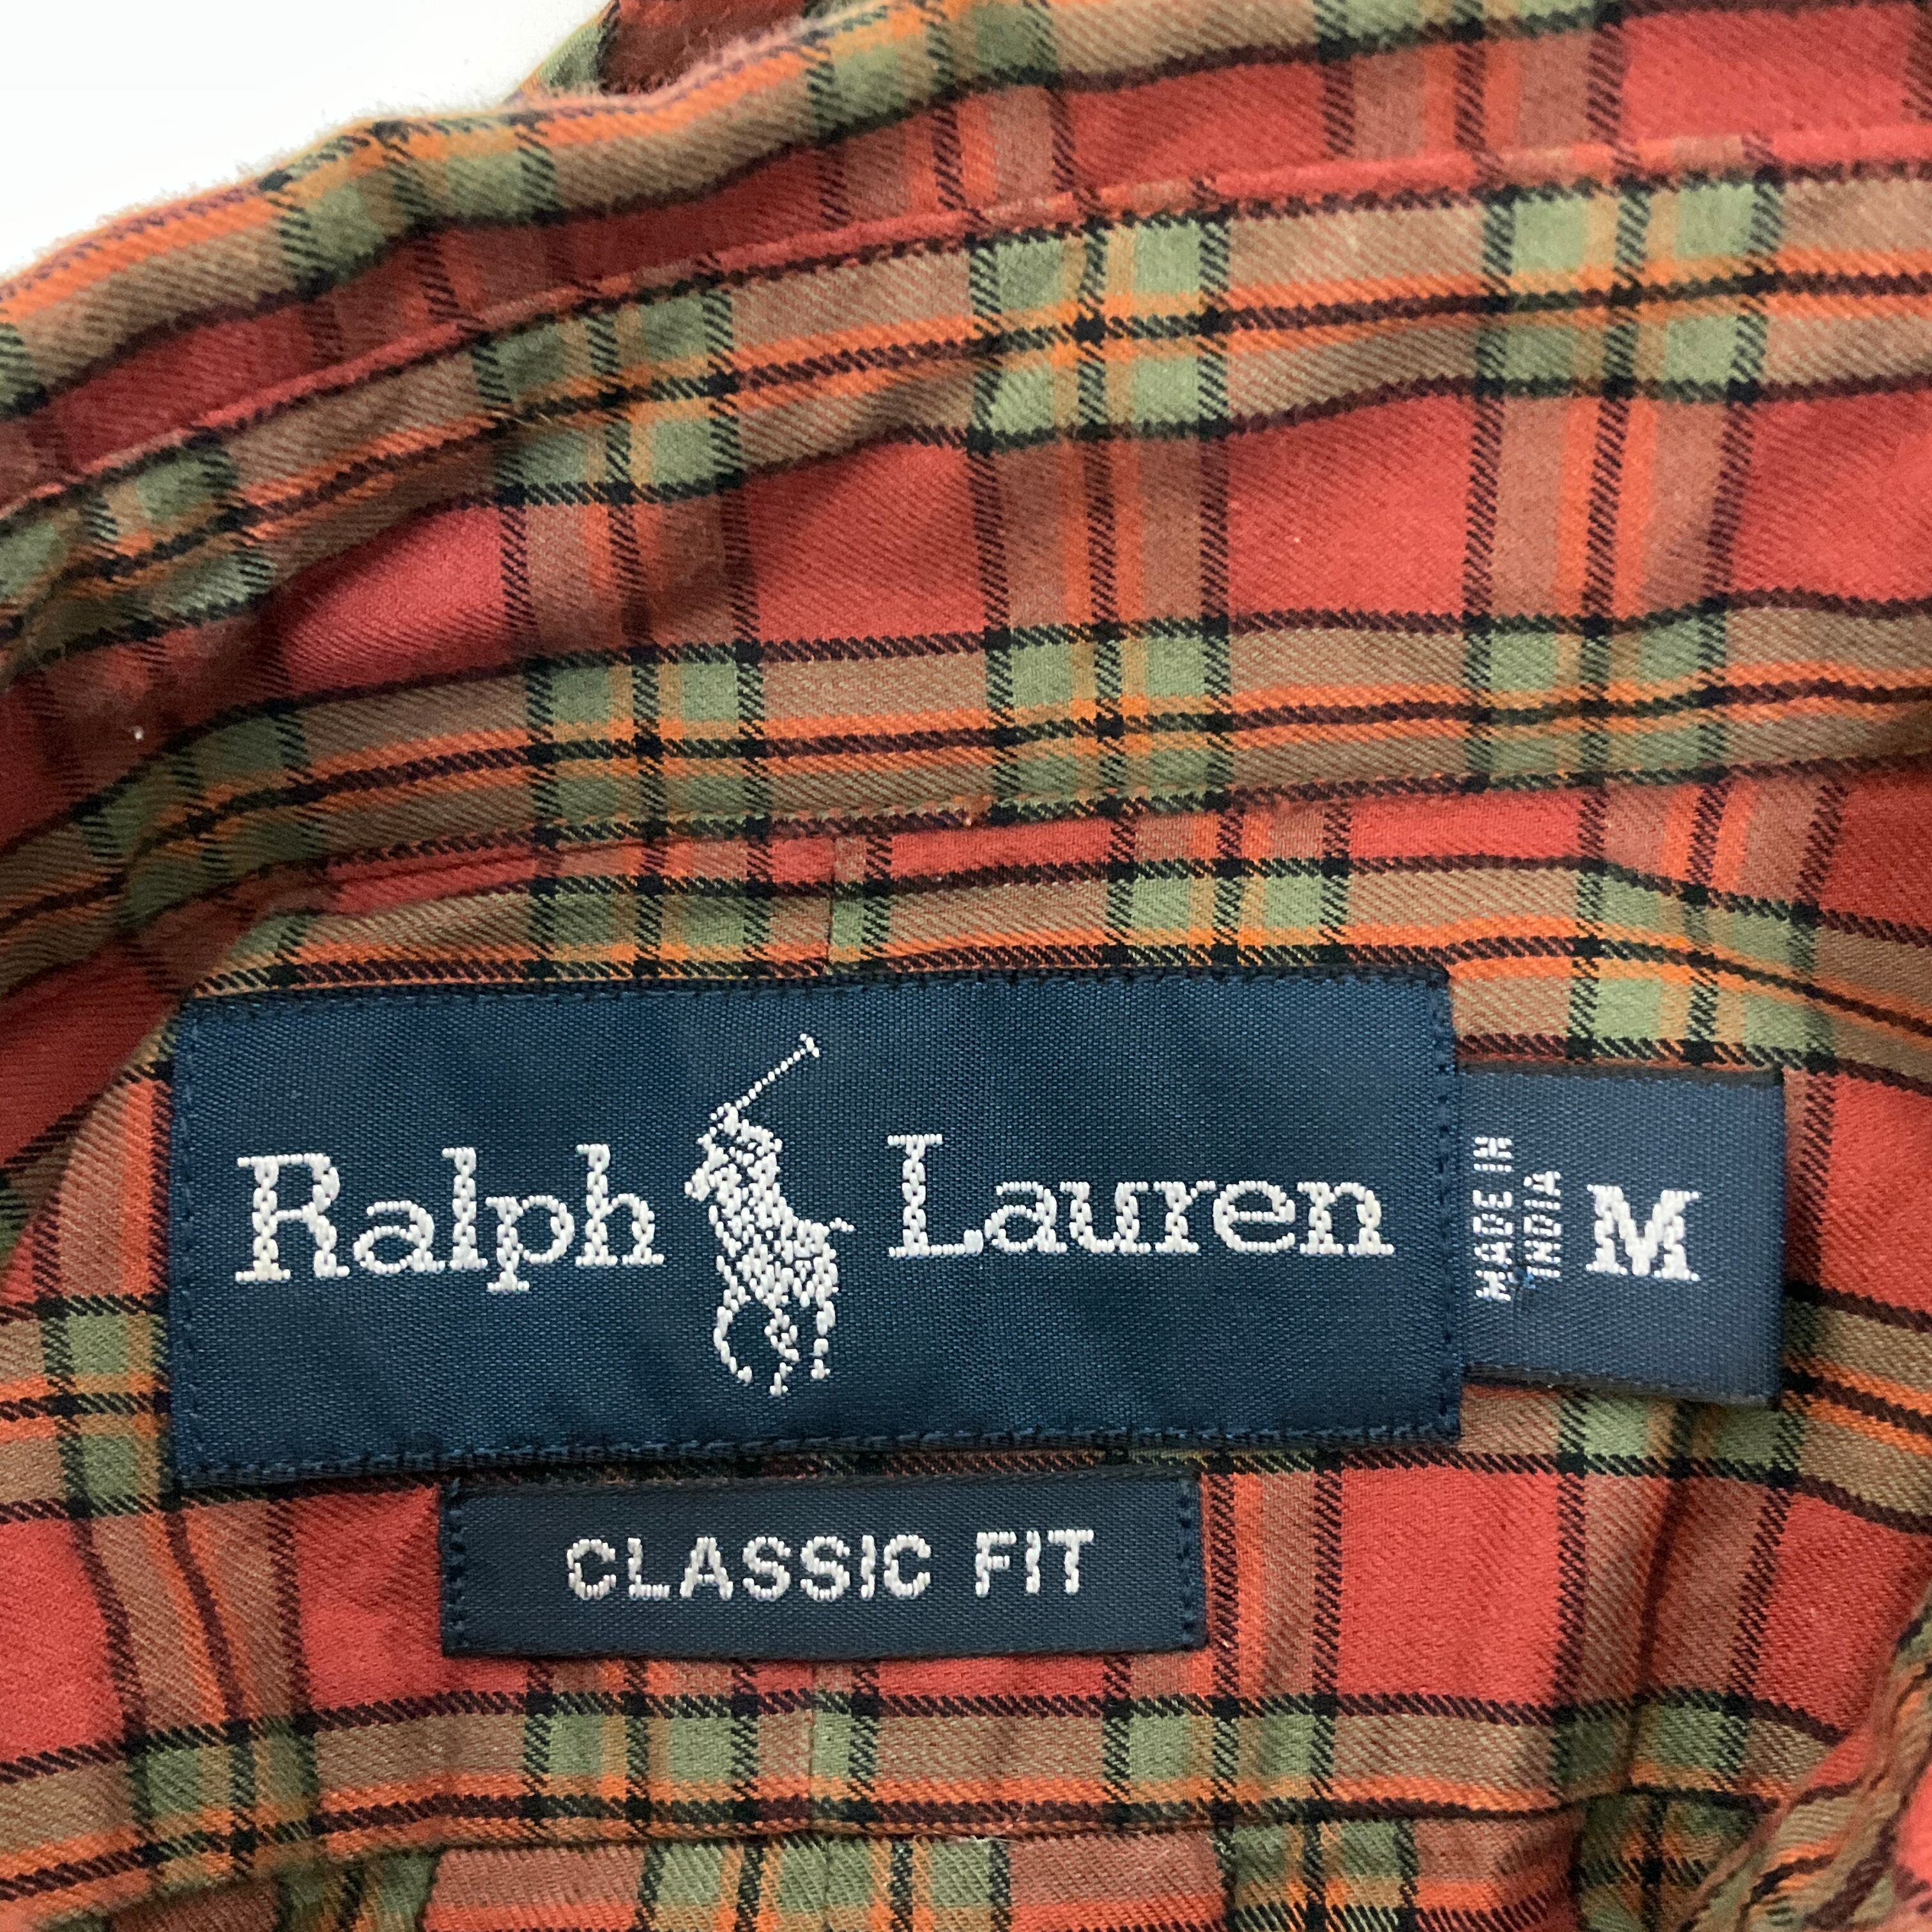 Ralph Lauren
MADE IN
INDIA
M
CLASSIC FIT